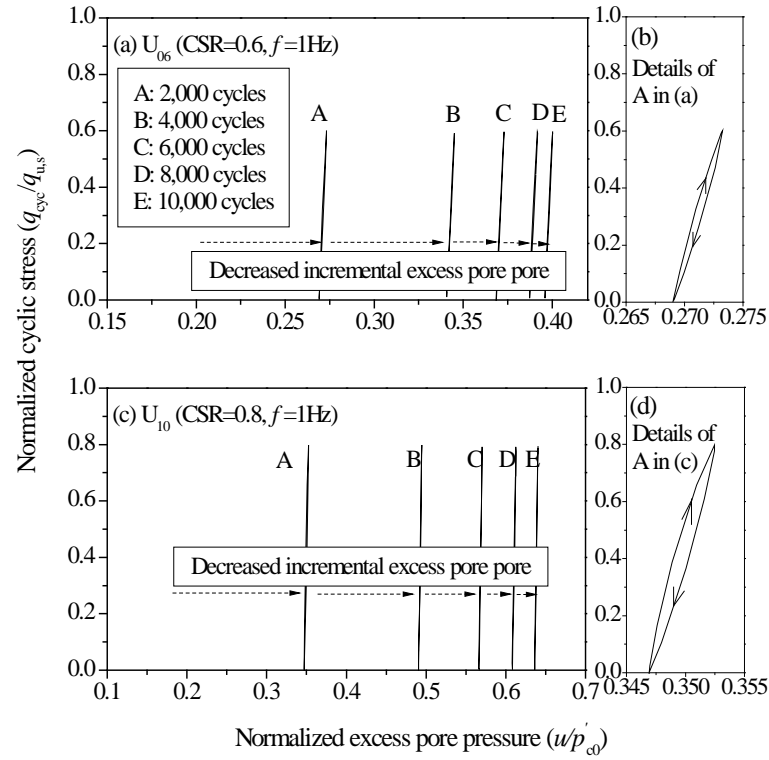 Normalized cyclic stress (q_cyc/q_u,s)
1.0
0.8
0.6
0.4
0.2
0.0
(a) U_06 (CSR=0.6, f=1Hz)
A: 2,000 cycles
B: 4,000 cycles
C: 6,000 cycles
D: 8,000 cycles
E: 10,000 cycles
A B C D E
Decreased incremental excess pore pore
0.15 0.20 0.25 0.30 0.35 0.40
1.0
0.8
0.6
0.4
0.2
0.0
(b)
Details of
A in (a)
0.265 0.270 0.275
1.0
0.8
0.6
0.4
0.2
0.0
(c) U_10 (CSR=0.8, f=1Hz)
A B C D E
Decreased incremental excess pore pore
0.1 0.2 0.3 0.4 0.5 0.6 0.7
1.0
0.8
0.6
0.4
0.2
0.0
(d)
Details of
A in (c)
0.345 0.350 0.355
Normalized excess pore pressure (u/p'_c0)